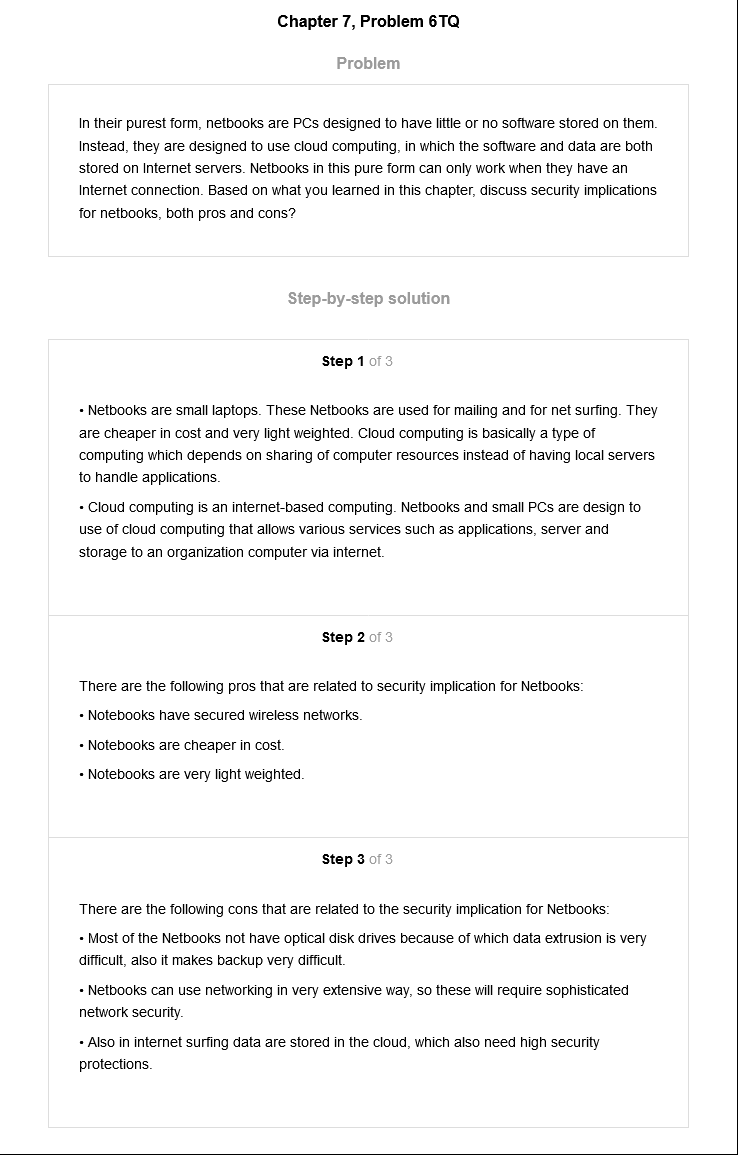 Chapter 7, Problem 6TQ
Problem
In their purest form, netbooks are PCs designed to have little or no software stored on them.
Instead, they are designed to use cloud computing, in which the software and data are both
stored on Internet servers. Netbooks in this pure form can only work when they have an
Internet connection. Based on what you learned in this chapter, discuss security implications
for netbooks, both pros and cons?
Step-by-step solution
Step 1 of 3
• Netbooks are small laptops. These Netbooks are used for mailing and for net surfing. They
are cheaper in cost and very light weighted. Cloud computing is basically a type of
computing which depends on sharing of computer resources instead of having local servers
to handle applications.
• Cloud computing is an internet-based computing. Netbooks and small PCs are design to
use of cloud computing that allows various services such as applications, server and
storage to an organization computer via internet.
Step 2 of 3
There are the following pros that are related to security implication for Netbooks:
• Notebooks have secured wireless networks.
• Notebooks are cheaper in cost.
• Notebooks are very light weighted.
Step 3 of 3
There are the following cons that are related to the security implication for Netbooks:
• Most of the Netbooks not have optical disk drives because of which data extrusion is very
difficult, also it makes backup very difficult.
• Netbooks can use networking in very extensive way, so these will require sophisticated
network security.
• Also in internet surfing data are stored in the cloud, which also need high security
protections.